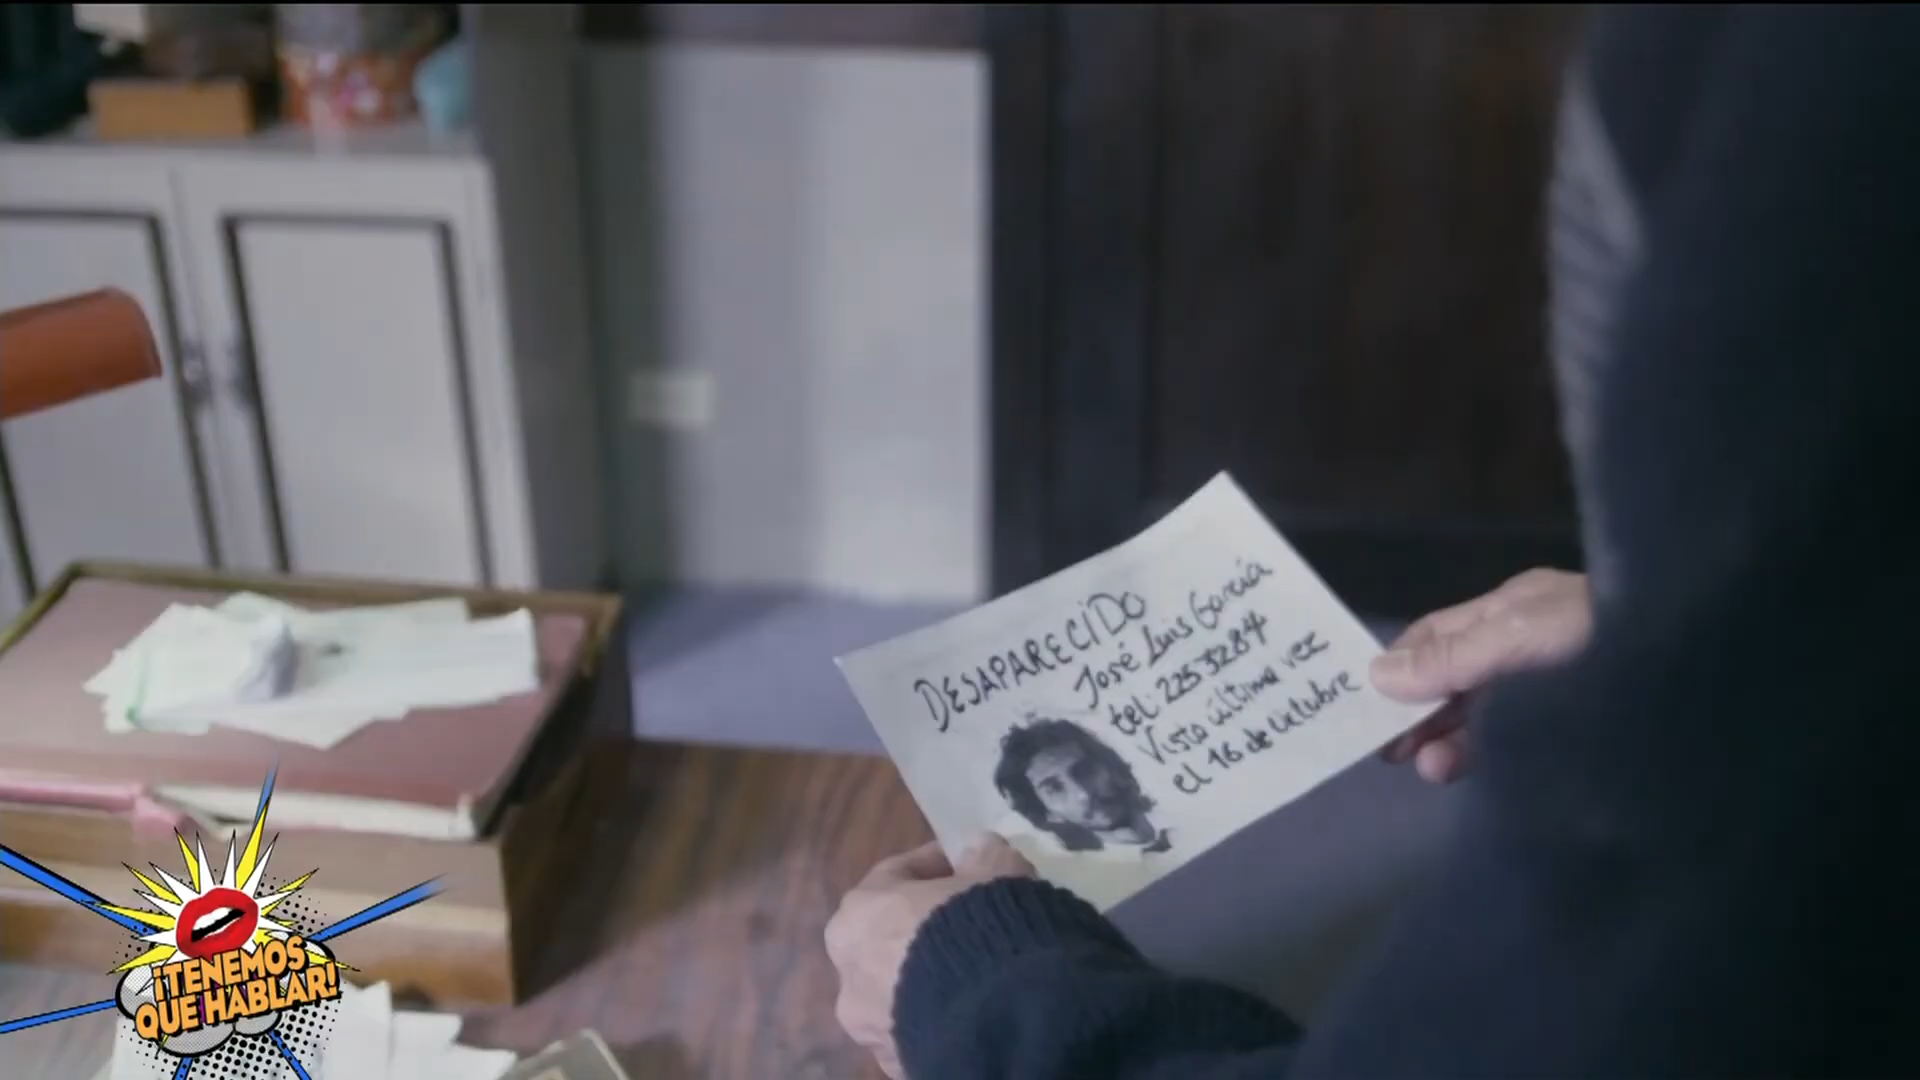 DESAPARECIDO
José Luis García
tel: 2253284
Visto última vez
el 16 de Octubre
¡TENEMOS
QUE HABLAR!